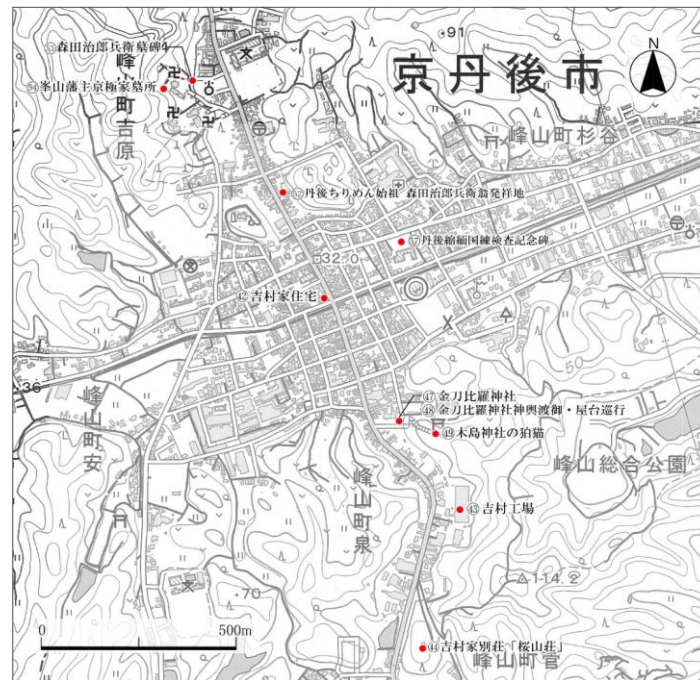 91
京丹後市
N
㊼森田治郎兵衛墓碑
峰山町吉原
㊾峯山藩主京極家墓所
峰山町杉谷
丹後ちりめん始祖 森田治郎兵衛翁発祥地
丹後縮緬国練検査記念碑
32.0
㊷吉村家住宅
50
36
峰山町安
㊼金刀比羅神社
㊽金刀比羅神社神輿渡御・屋台巡行
㊾木島神社の狛猫
峰山総合公園
峰山町泉
㊸吉村工場
114.2
70
0
500m
㊹吉村家別荘「桜山荘」
峰山町菅